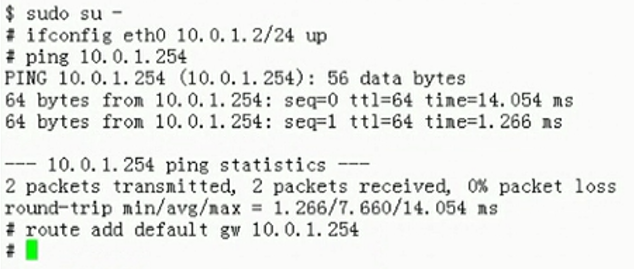 $ sudo su -
# ifconfig eth0 10.0.1.2/24 up
# ping 10.0.1.254
PING 10.0.1.254 (10.0.1.254): 56 data bytes
64 bytes from 10.0.1.254: seq=0 ttl=64 time=14.054 ms
64 bytes from 10.0.1.254: seq=1 ttl=64 time=1.266 ms
--- 10.0.1.254 ping statistics ---
2 packets transmitted, 2 packets received, 0% packet loss
round-trip min/avg/max = 1.266/7.660/14.054 ms
# route add default gw 10.0.1.254
#